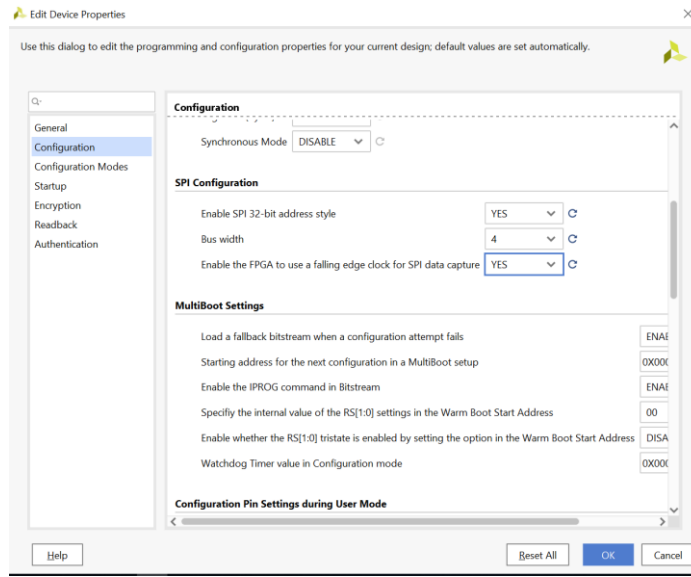 Edit Device Properties
Use this dialog to edit the programming and configuration properties for your current design; default values are set automatically.
Configuration
General
Configuration
Configuration Modes
Startup
Encryption
Readback
Authentication
Synchronous Mode DISABLE
SPI Configuration
Enable SPI 32-bit address style YES
Bus width 4
Enable the FPGA to use a falling edge clock for SPI data capture YES
MultiBoot Settings
Load a fallback bitstream when a configuration attempt fails ENAE
Starting address for the next configuration in a MultiBoot setup 0X000
Enable the IPROG command in Bitstream ENAE
Specifiy the internal value of the RS[1:0] settings in the Warm Boot Start Address 00
Enable whether the RS[1:0] tristate is enabled by setting the option in the Warm Boot Start Address DISA
Watchdog Timer value in Configuration mode 0X000
Configuration Pin Settings during User Mode
Help Reset All OK Cancel